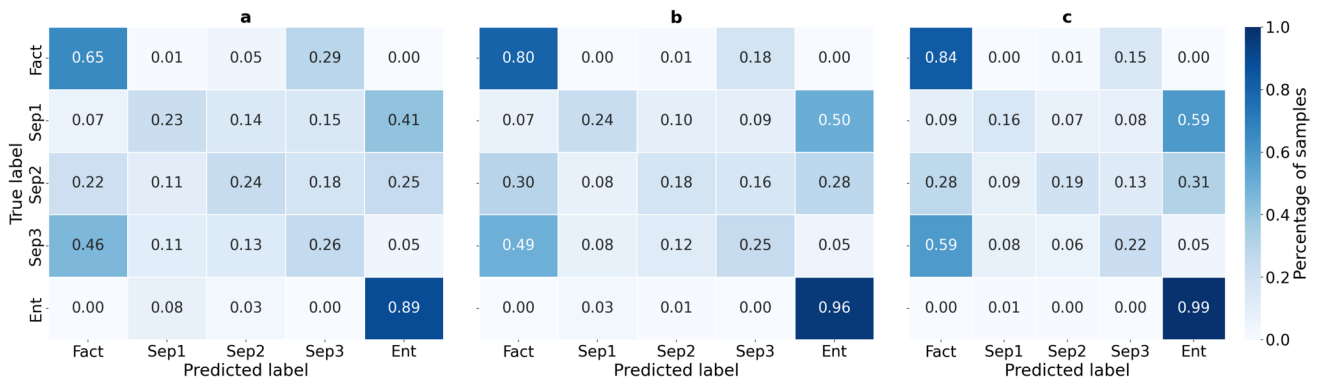 a b c
Fact 0.65 0.01 0.05 0.29 0.00 0.80 0.00 0.01 0.18 0.00 0.84 0.00 0.01 0.15 0.00
Sep1 0.07 0.23 0.14 0.15 0.41 0.07 0.24 0.10 0.09 0.50 0.09 0.16 0.07 0.08 0.59
Sep2 0.22 0.11 0.24 0.18 0.25 0.30 0.08 0.18 0.16 0.28 0.28 0.09 0.19 0.13 0.31
Sep3 0.46 0.11 0.13 0.26 0.05 0.49 0.08 0.12 0.25 0.05 0.59 0.08 0.06 0.22 0.05
Ent 0.00 0.08 0.03 0.00 0.89 0.00 0.03 0.01 0.00 0.96 0.00 0.01 0.00 0.00 0.99
Fact Sep1 Sep2 Sep3 Ent Fact Sep1 Sep2 Sep3 Ent Fact Sep1 Sep2 Sep3 Ent
Predicted label Predicted label Predicted label
True label
1.0
0.8
0.6
0.4
0.2
0.0
Percentage of samples